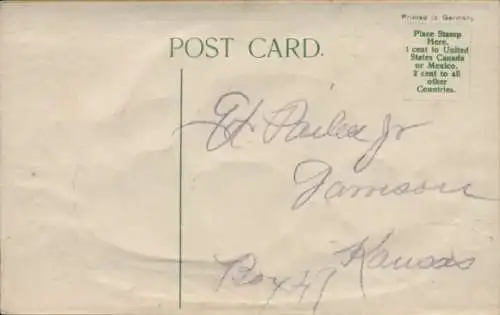 Printed in Germany
Place Stamp
Here.
1 cent to United
States Canada
or Mexico.
2 cent to all
other
Countries.
POST CARD.
Jr
Jamison
Kansas
Box 47